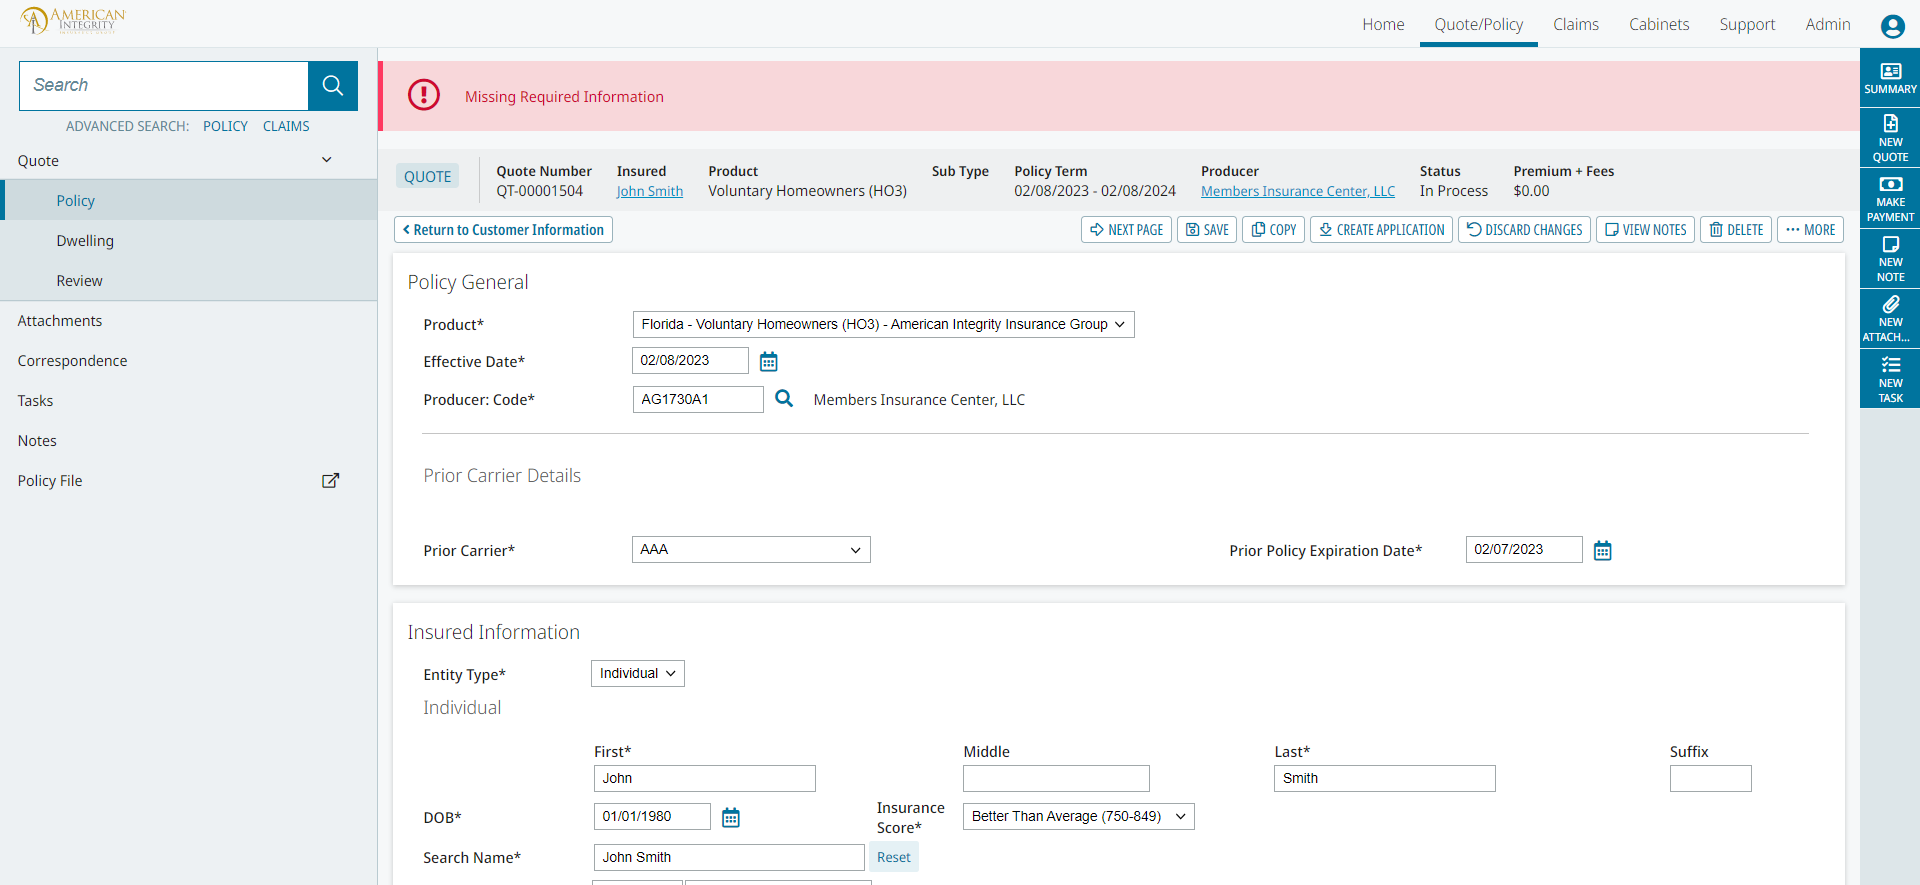 AMERICAN
INTEGRITY
INSURANCE GROUP
Home
Quote/Policy
Claims
Cabinets
Support
Admin
Search
ADVANCED SEARCH: POLICY CLAIMS
Quote
Policy
Dwelling
Review
Attachments
Correspondence
Tasks
Notes
Policy File
Missing Required Information
QUOTE
Quote Number
QT-00001504
Insured
John Smith
Product
Voluntary Homeowners (HO3)
Sub Type
Policy Term
02/08/2023 - 02/08/2024
Producer
Members Insurance Center, LLC
Status
In Process
Premium + Fees
$0.00
Return to Customer Information
NEXT PAGE
SAVE
COPY
CREATE APPLICATION
DISCARD CHANGES
VIEW NOTES
DELETE
MORE
Policy General
Product* Florida - Voluntary Homeowners (HO3) - American Integrity Insurance Group
Effective Date* 02/08/2023
Producer: Code* AG1730A1 Members Insurance Center, LLC
Prior Carrier Details
Prior Carrier* AAA Prior Policy Expiration Date* 02/07/2023
Insured Information
Entity Type* Individual
Individual
First* Middle Last* Suffix
John Smith
DOB* 01/01/1980 Insurance Score* Better Than Average (750-849)
Search Name* John Smith Reset
SUMMARY
NEW
QUOTE
MAKE
PAYMENT
NEW
NOTE
NEW
ATTACH...
NEW
TASK